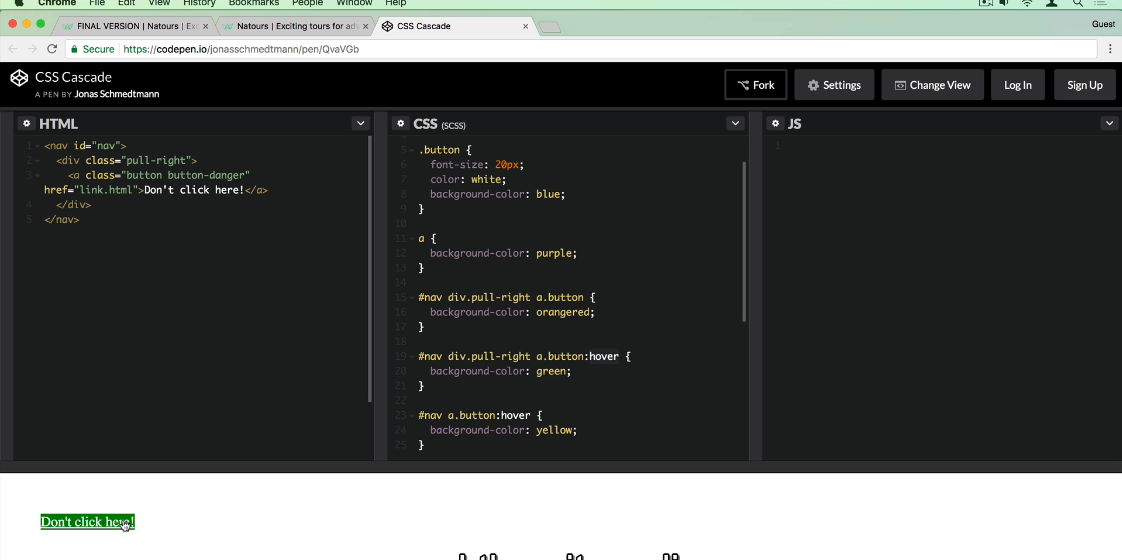 Chrome File Edit View History Bookmarks People Window Help
FINAL VERSION | Natours | Exc
Natours | Exciting tours for adv
CSS Cascade
Guest
Secure https://codepen.io/jonasschmedtmann/pen/QvaVGb
CSS Cascade
A PEN BY Jonas Schmedtmann
Fork
Settings
Change View
Log In
Sign Up
HTML
1 <nav id="nav">
2 <div class="pull-right">
3 <a class="button button-danger"
href="link.html">Don't click here!</a>
4 </div>
5 </nav>
CSS (SCSS)
5 .button {
6 font-size: 20px;
7 color: white;
8 background-color: blue;
9 }
10
11 a {
12 background-color: purple;
13 }
14
15 #nav div.pull-right a.button {
16 background-color: orangered;
17 }
18
19 #nav div.pull-right a.button:hover {
20 background-color: green;
21 }
22
23 #nav a.button:hover {
24 background-color: yellow;
25 }
JS
1
Don't click here!